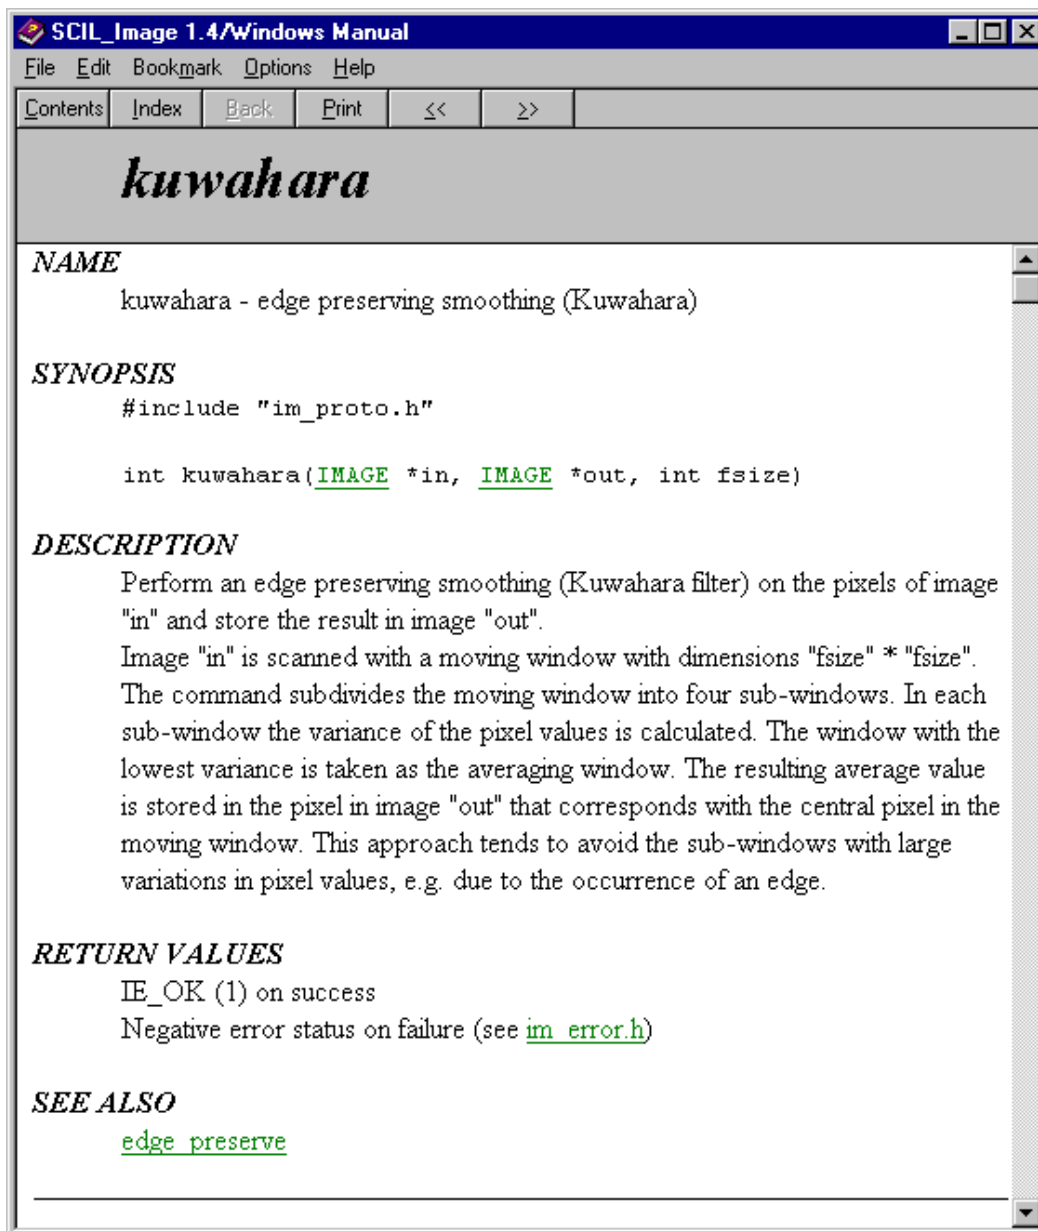 SCIL_Image 1.4/Windows Manual
File Edit Bookmark Options Help
Contents Index Back Print << >>
kuwahara
NAME
kuwahara - edge preserving smoothing (Kuwahara)
SYNOPSIS
#include "im_proto.h"
int kuwahara(IMAGE *in, IMAGE *out, int fsize)
DESCRIPTION
Perform an edge preserving smoothing (Kuwahara filter) on the pixels of image
"in" and store the result in image "out".
Image "in" is scanned with a moving window with dimensions "fsize" * "fsize".
The command subdivides the moving window into four sub-windows. In each
sub-window the variance of the pixel values is calculated. The window with the
lowest variance is taken as the averaging window. The resulting average value
is stored in the pixel in image "out" that corresponds with the central pixel in the
moving window. This approach tends to avoid the sub-windows with large
variations in pixel values, e.g. due to the occurrence of an edge.
RETURN VALUES
IE_OK (1) on success
Negative error status on failure (see im_error.h)
SEE ALSO
edge_preserve